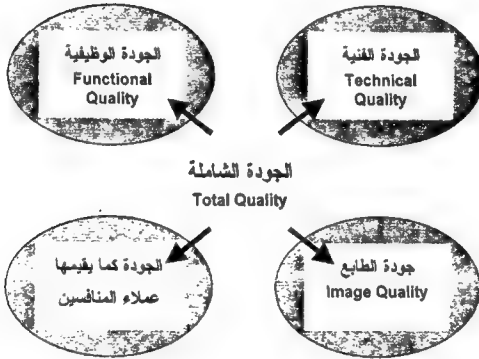 الجودة الوظيفية
Functional
Quality
الجودة الفنية
Technical
Quality
الجودة الشاملة
Total Quality
الجودة كما يقيمها
عملاء المنافسين
جودة الطابع
Image Quality